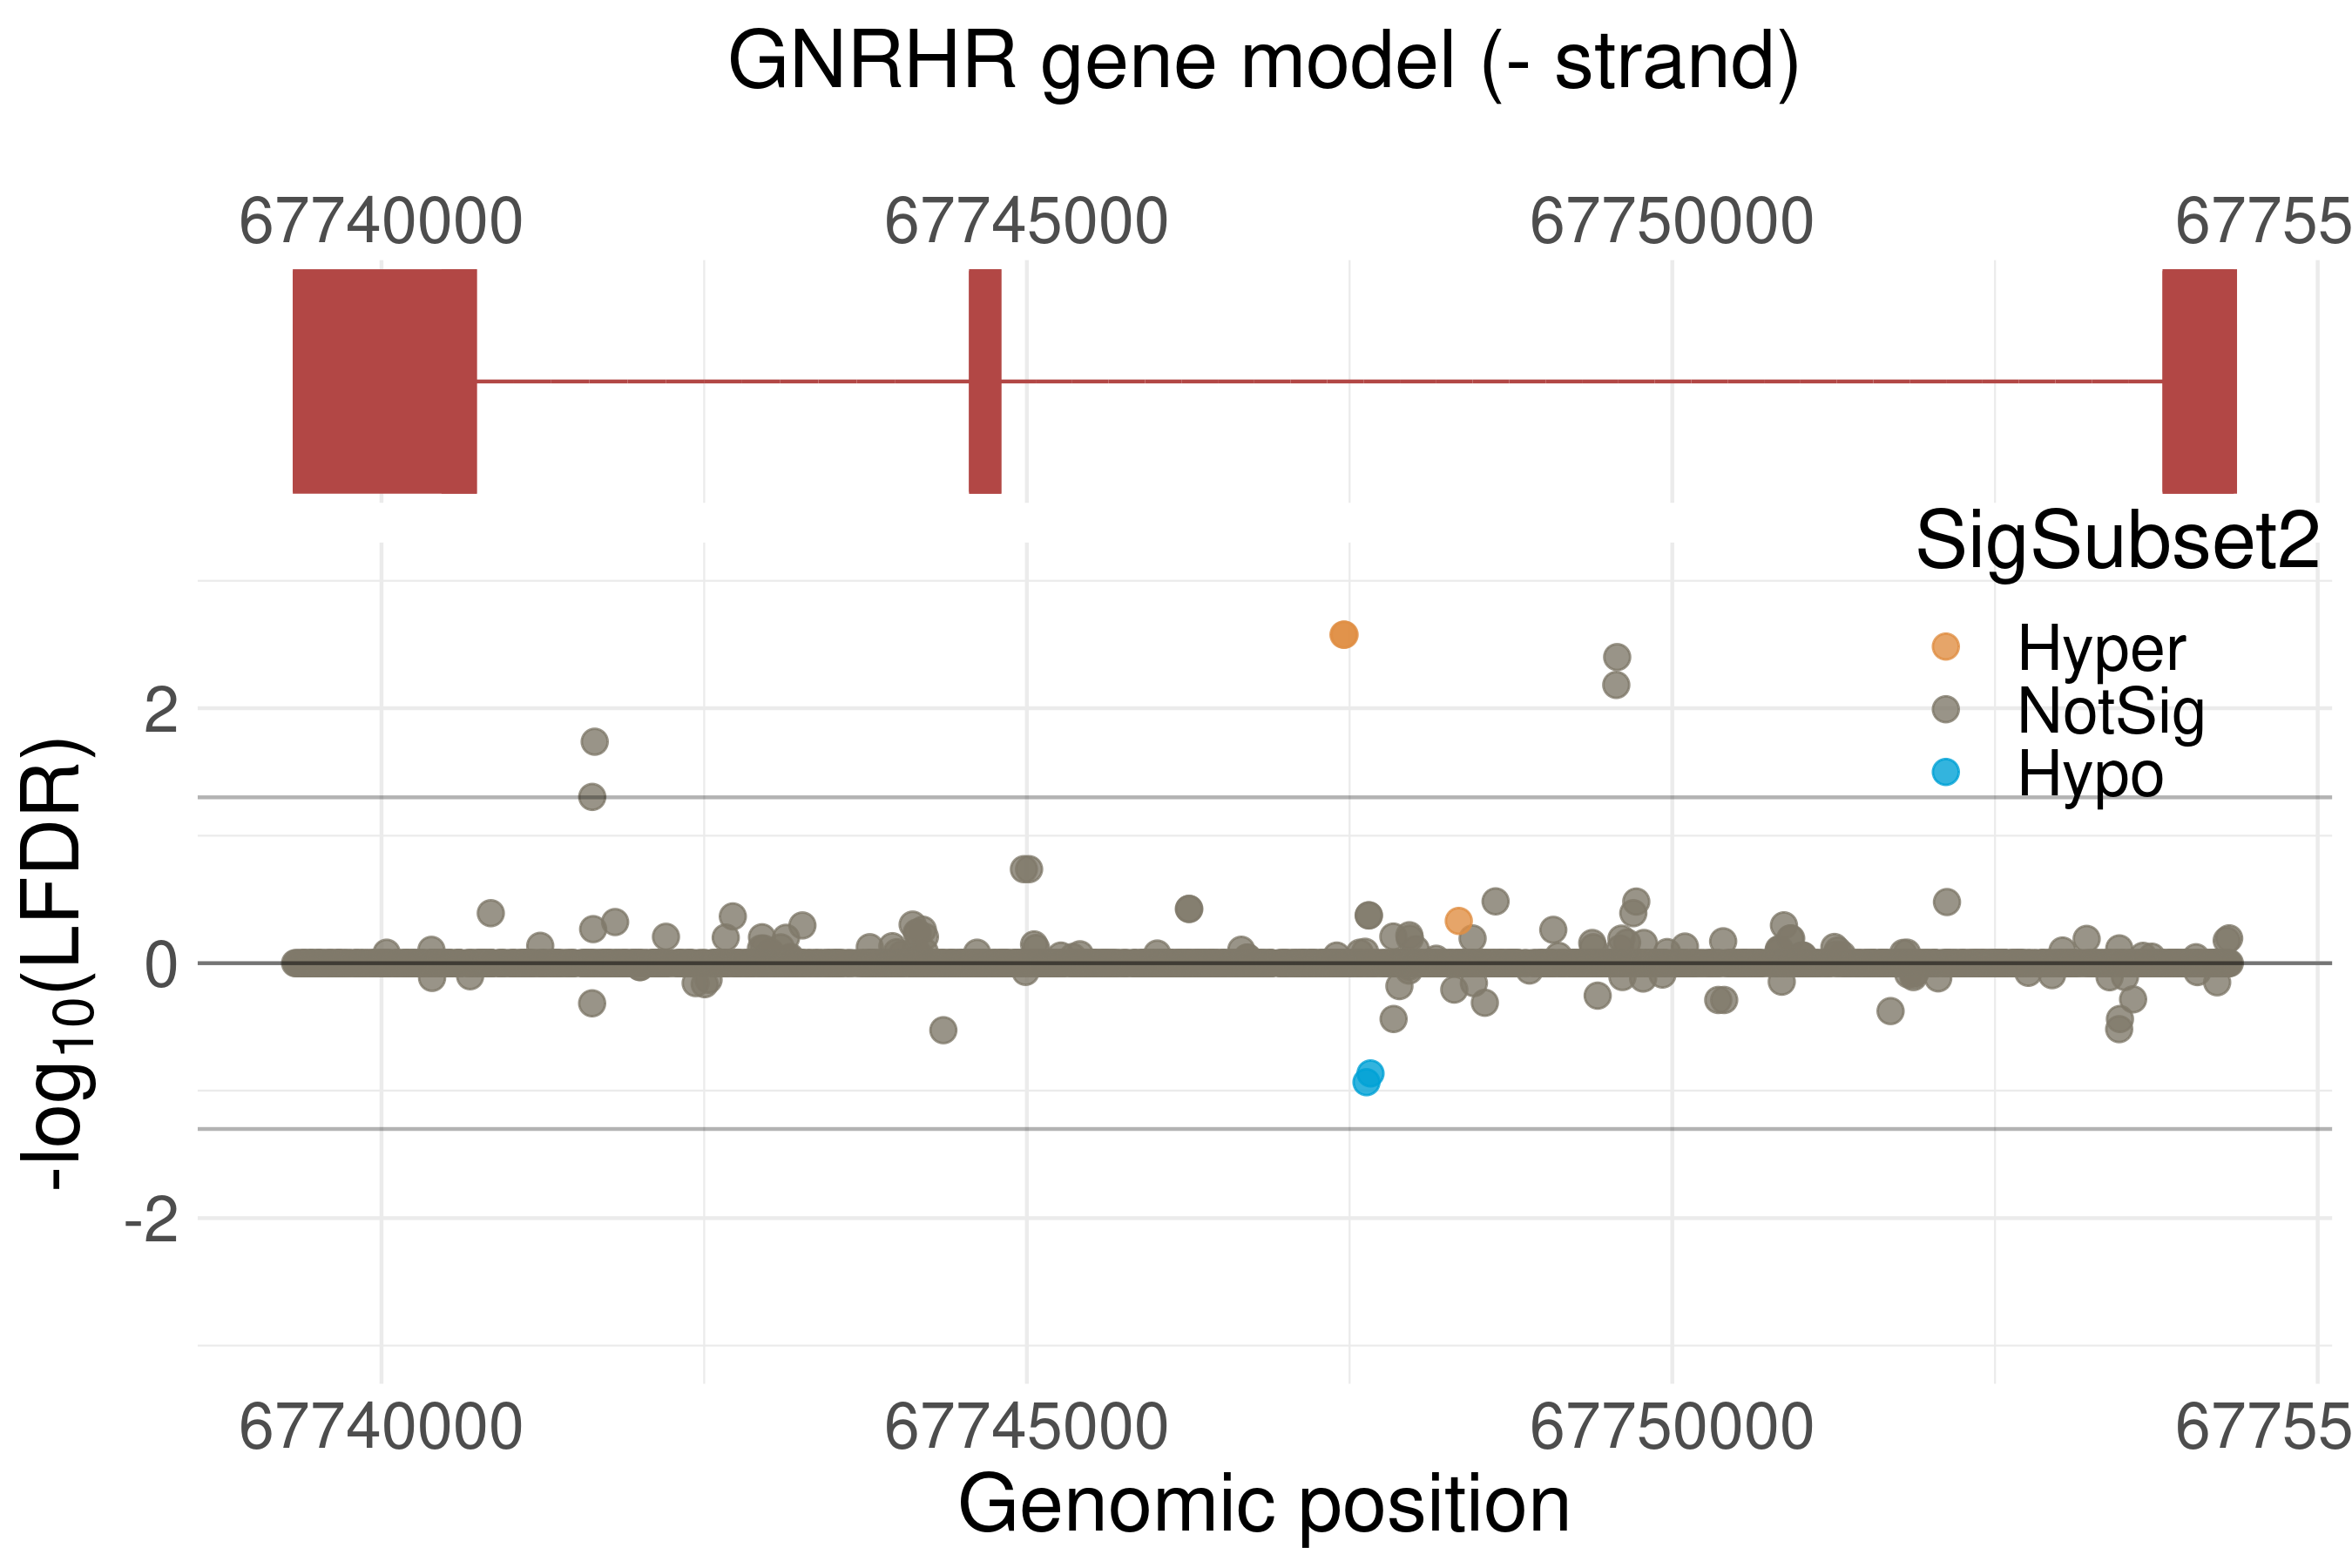 GNRHR gene model (- strand)
67740000 67745000 67750000 67755
SigSubset2
Hyper
NotSig
Hypo
2
0
-2
-log10(LFDR)
67740000 67745000 67750000 67755
Genomic position